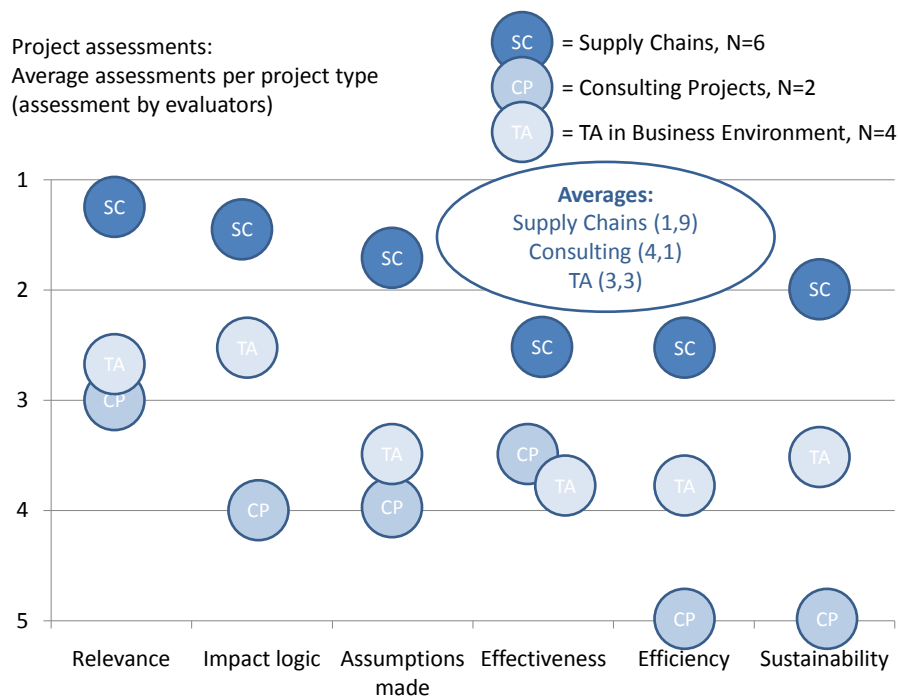 Project assessments:
Average assessments per project type
(assessment by evaluators)
SC = Supply Chains, N=6
CP = Consulting Projects, N=2
TA = TA in Business Environment, N=4
Averages:
Supply Chains (1,9)
Consulting (4,1)
TA (3,3)
1
SC
SC
SC
2
SC
TA
SC
SC
TA
3
CP
TA
CP
TA
TA
TA
4
CP
CP
5
CP
CP
Relevance
Impact logic
Assumptions
made
Effectiveness
Efficiency
Sustainability